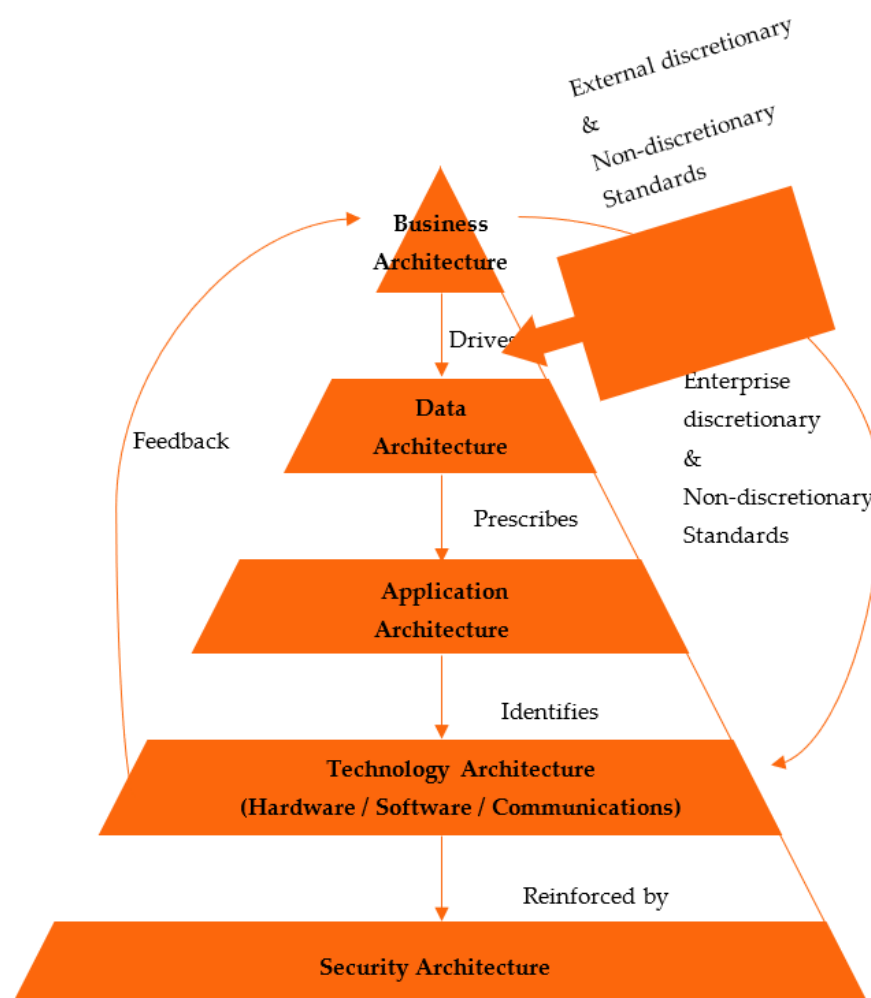 External discretionary
&
Non-discretionary
Standards
Business
Architecture
Drives
Data
Architecture
Enterprise
discretionary
&
Non-discretionary
Standards
Feedback
Prescribes
Application
Architecture
Identifies
Technology Architecture
(Hardware / Software / Communications)
Reinforced by
Security Architecture